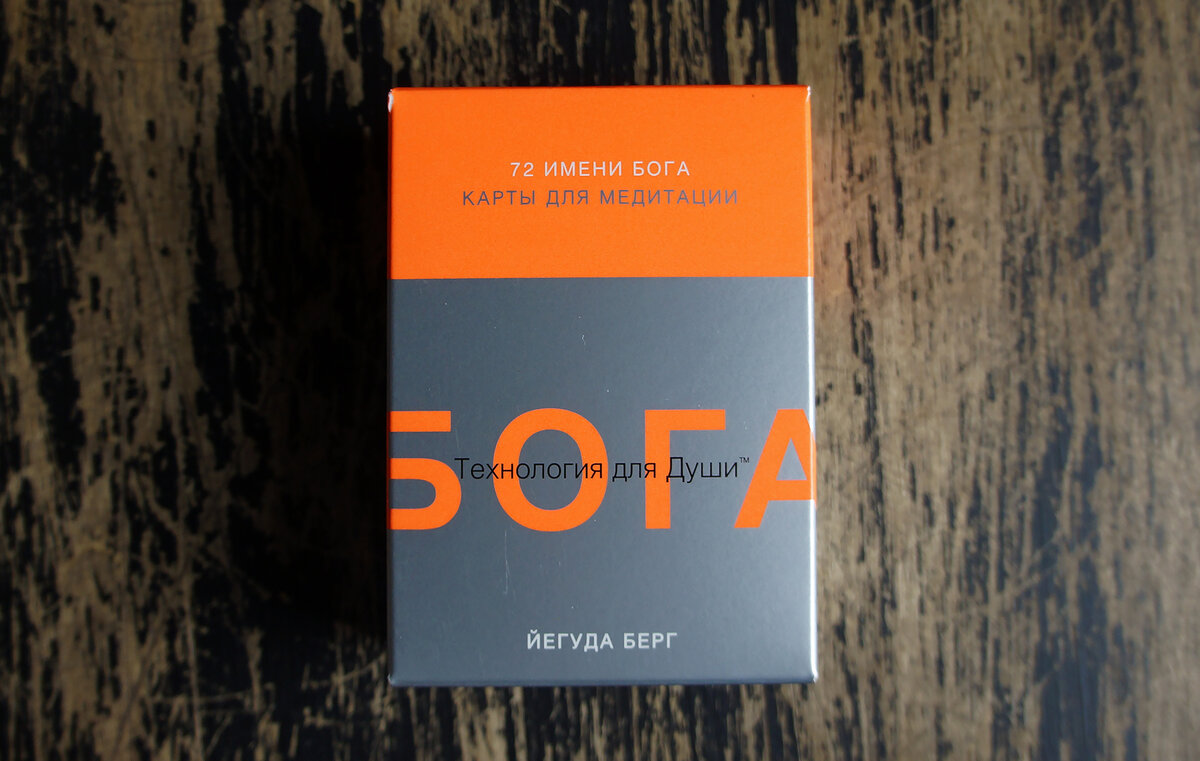 72 ИМЕНИ БОГА
КАРТЫ ДЛЯ МЕДИТАЦИИ
БОГА
Технология для Души™
ЙЕГУДА БЕРГ